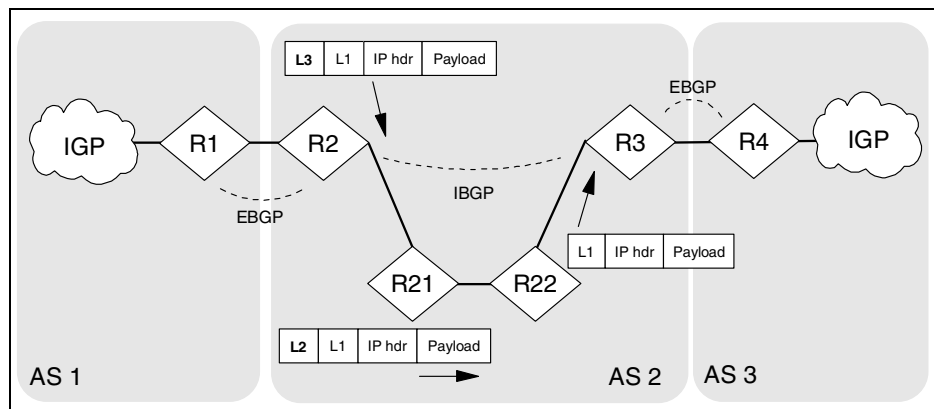 L3 L1 IP hdr Payload
EBGP
IGP R1 R2 R3 R4 IGP
EBGP
IBGP
L1 IP hdr Payload
R21 R22
L2 L1 IP hdr Payload
AS 1 AS 2 AS 3